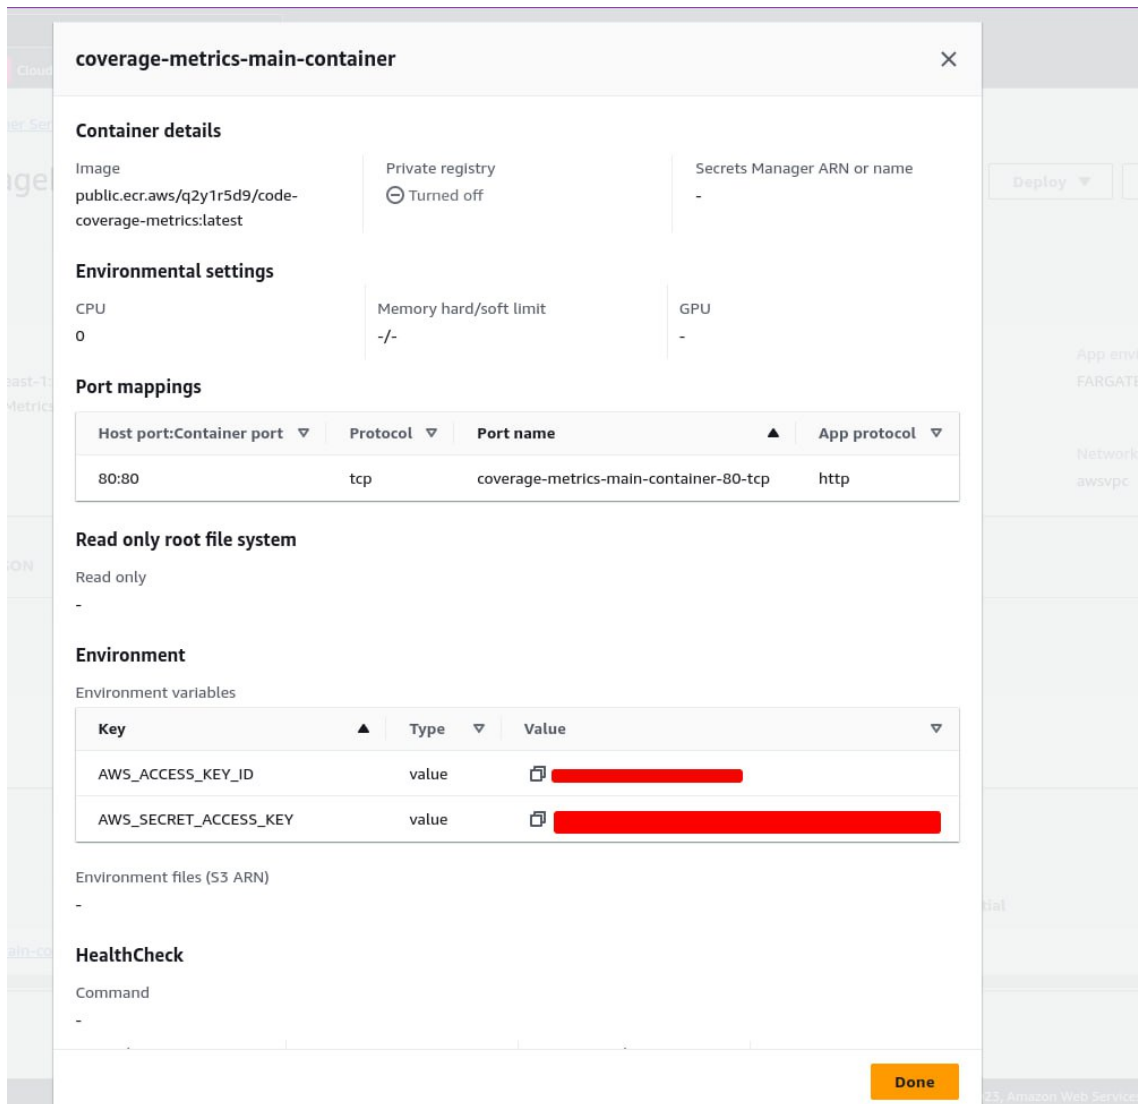 coverage-metrics-main-container
Cloud
Container details
Image
Private registry
Secrets Manager ARN or name
public.ecr.aws/q2y1r5d9/code-
coverage-metrics:latest
Turned off
-
Deploy
Environmental settings
CPU
Memory hard/soft limit
GPU
0
-/-
-
Port mappings
FARGATE
Host port:Container port
Protocol
Port name
App protocol
80:80
tcp
coverage-metrics-main-container-80-tcp
http
Network
awsvpc
Read only root file system
Read only
-
Environment
Environment variables
Key
Type
Value
AWS_ACCESS_KEY_ID
value
AWS_SECRET_ACCESS_KEY
value
Environment files (S3 ARN)
-
HealthCheck
Command
-
Done
Amazon Web Services